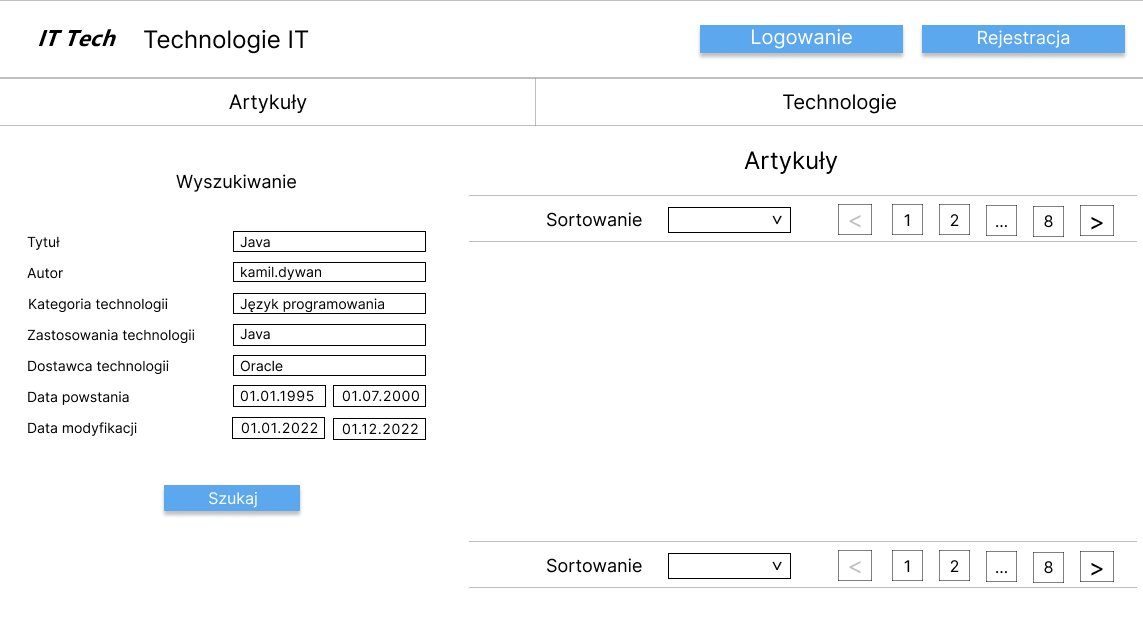 IT Tech Technologie IT Logowanie Rejestracja
Artykuły Technologie
Artykuły
Wyszukiwanie
Sortowanie v < 1 2 ... 8 >
Tytuł Java
Autor kamil.dywan
Kategoria technologii Język programowania
Zastosowania technologii Java
Dostawca technologii Oracle
Data powstania 01.01.1995 01.07.2000
Data modyfikacji 01.01.2022 01.12.2022
Szukaj
Sortowanie v < 1 2 ... 8 >